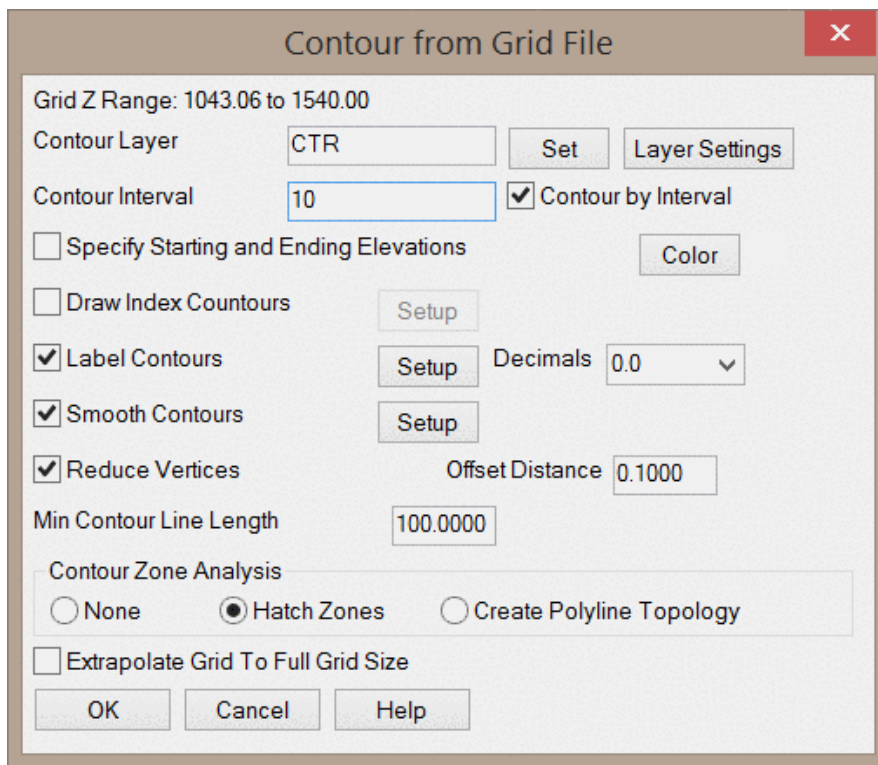 Contour from Grid File
Grid Z Range: 1043.06 to 1540.00
Contour Layer CTR Set Layer Settings
Contour Interval 10 Contour by Interval
Specify Starting and Ending Elevations Color
Draw Index Countours Setup
Label Contours Setup Decimals 0.0
Smooth Contours Setup
Reduce Vertices Offset Distance 0.1000
Min Contour Line Length 100.0000
Contour Zone Analysis
None Hatch Zones Create Polyline Topology
Extrapolate Grid To Full Grid Size
OK Cancel Help